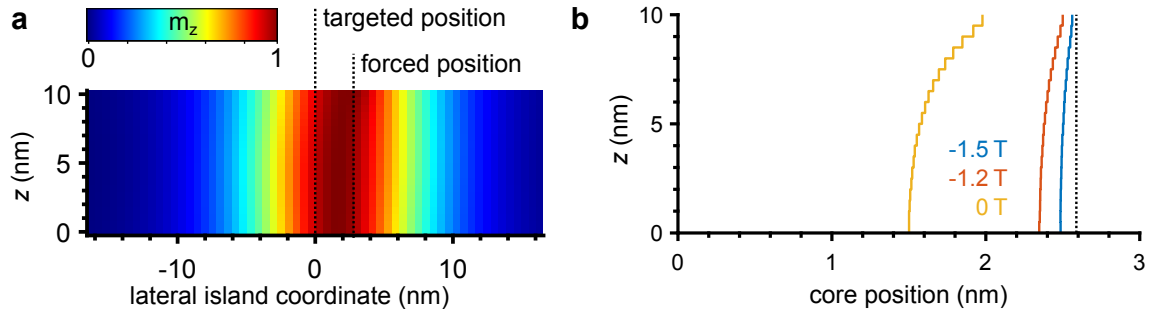 a
m_z
0
1
targeted position
forced position
z (nm)
10
5
0
-10
0
10
lateral island coordinate (nm)
b
z (nm)
10
5
0
-1.5 T
-1.2 T
0 T
0
1
2
3
core position (nm)